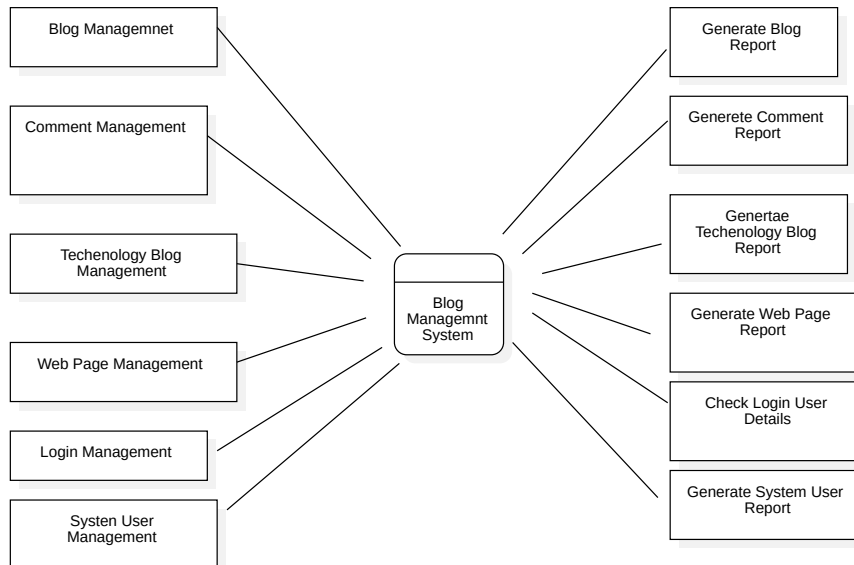 Blog Managemnet
Comment Management
Techenology Blog
Management
Web Page Management
Login Management
Systen User
Management
Blog
Managemnt
System
Generate Blog
Report
Generete Comment
Report
Genertae
Techenology Blog
Report
Generate Web Page
Report
Check Login User
Details
Generate System User
Report